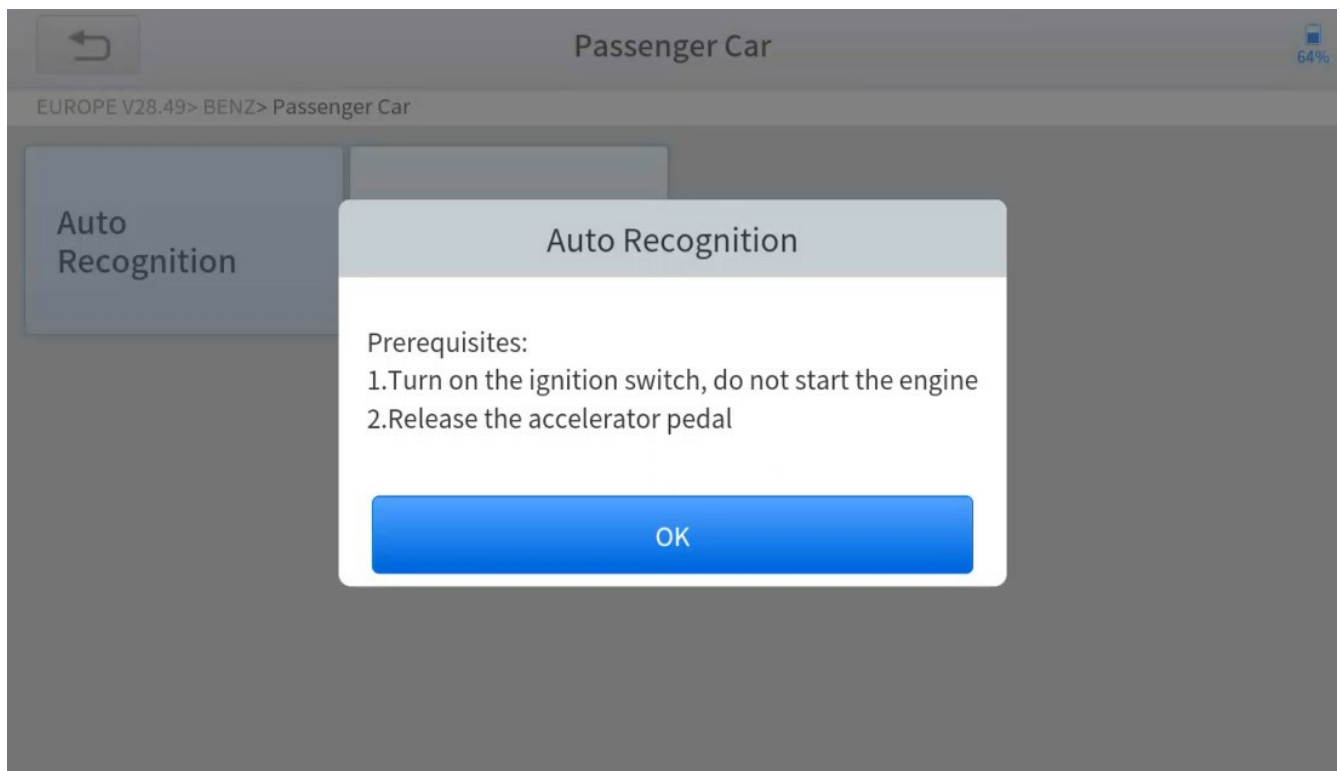 Passenger Car
64%
EUROPE V28.49> BENZ> Passenger Car
Auto
Recognition
Auto Recognition
Prerequisites:
1.Turn on the ignition switch, do not start the engine
2.Release the accelerator pedal
OK